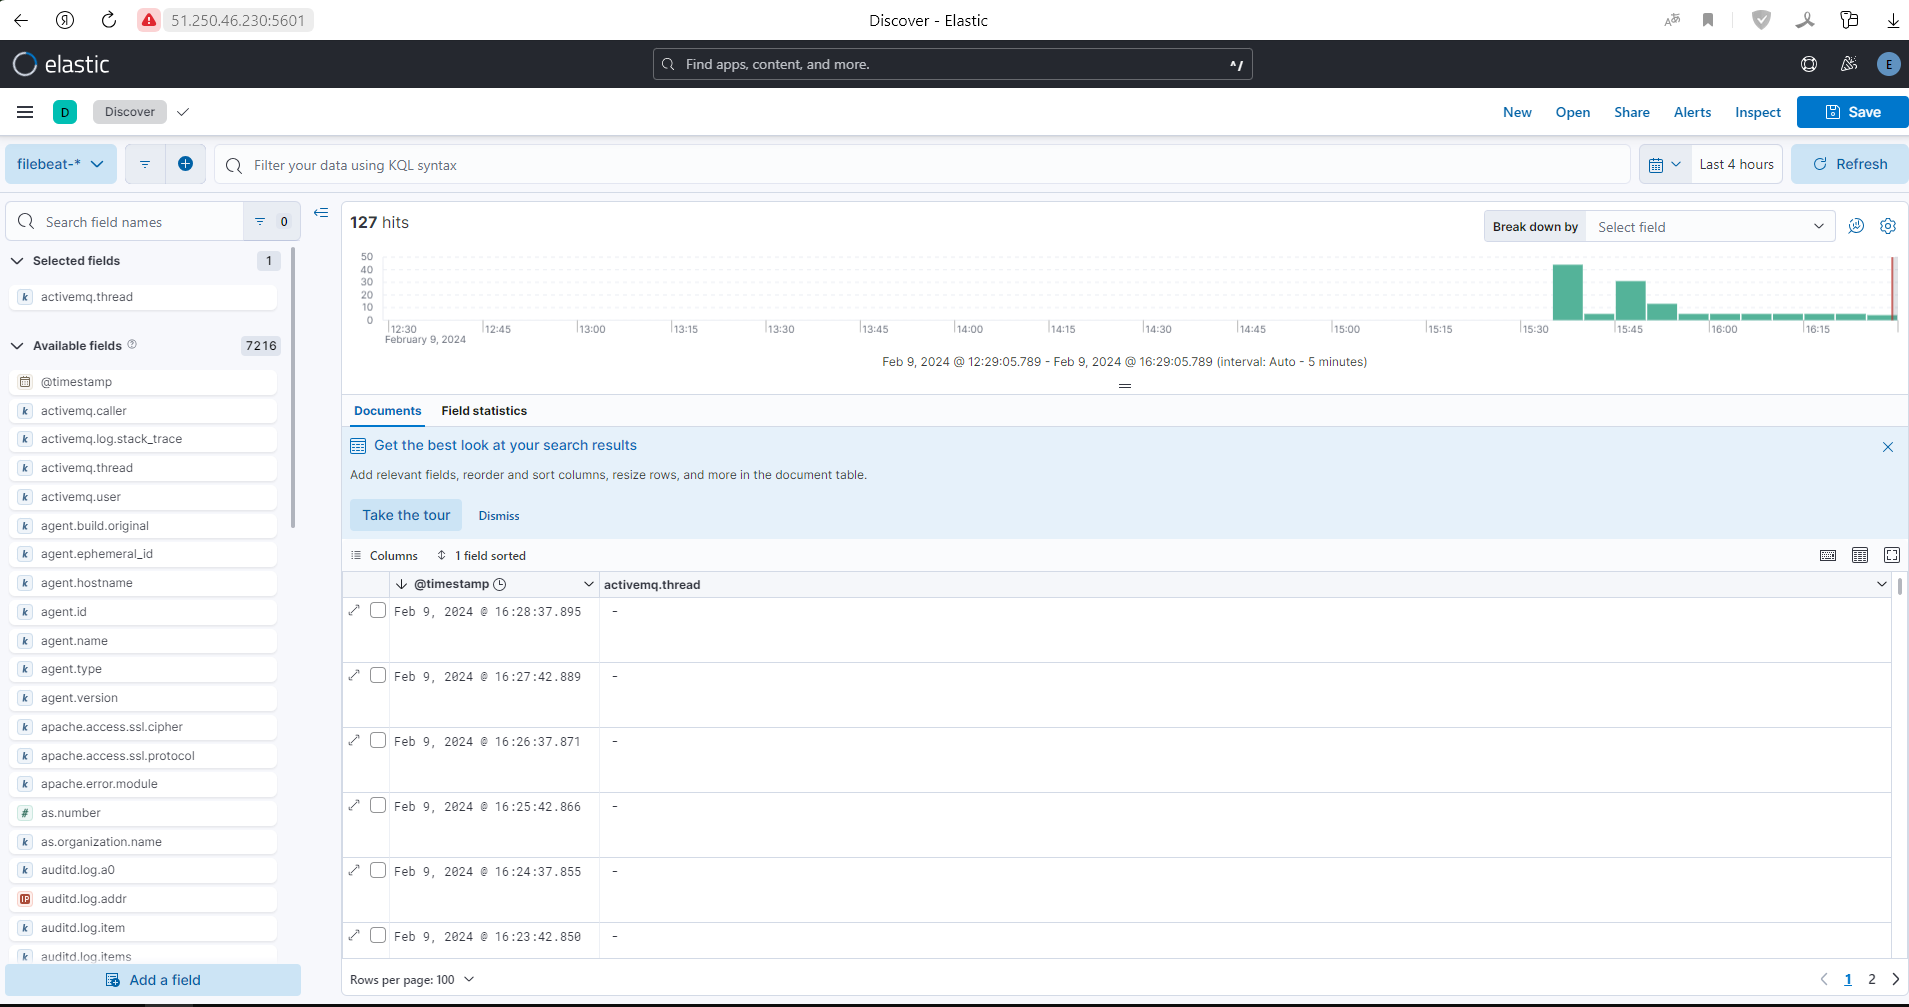 Я 51.250.46.230:5601 Discover - Elastic
elastic Find apps, content, and more. ^/ E
D Discover New Open Share Alerts Inspect Save
filebeat-* Filter your data using KQL syntax Last 4 hours Refresh
Search field names 0
Selected fields 1
k activemq.thread
Available fields 7216
@timestamp
k activemq.caller
k activemq.log.stack_trace
k activemq.thread
k activemq.user
k agent.build.original
k agent.ephemeral_id
k agent.hostname
k agent.id
k agent.name
k agent.type
k agent.version
k apache.access.ssl.cipher
k apache.access.ssl.protocol
k apache.error.module
# as.number
k as.organization.name
k auditd.log.a0
IP auditd.log.addr
k auditd.log.item
k auditd.log.items
Add a field
127 hits Break down by Select field
50
40
30
20
10
0
12:30 12:45 13:00 13:15 13:30 13:45 14:00 14:15 14:30 14:45 15:00 15:15 15:30 15:45 16:00 16:15
February 9, 2024
Feb 9, 2024 @ 12:29:05.789 - Feb 9, 2024 @ 16:29:05.789 (interval: Auto - 5 minutes)
Documents Field statistics
Get the best look at your search results
Add relevant fields, reorder and sort columns, resize rows, and more in the document table.
Take the tour Dismiss
Columns 1 field sorted
@timestamp activemq.thread
Feb 9, 2024 @ 16:28:37.895 -
Feb 9, 2024 @ 16:27:42.889 -
Feb 9, 2024 @ 16:26:37.871 -
Feb 9, 2024 @ 16:25:42.866 -
Feb 9, 2024 @ 16:24:37.855 -
Feb 9, 2024 @ 16:23:42.850 -
Rows per page: 100 1 2